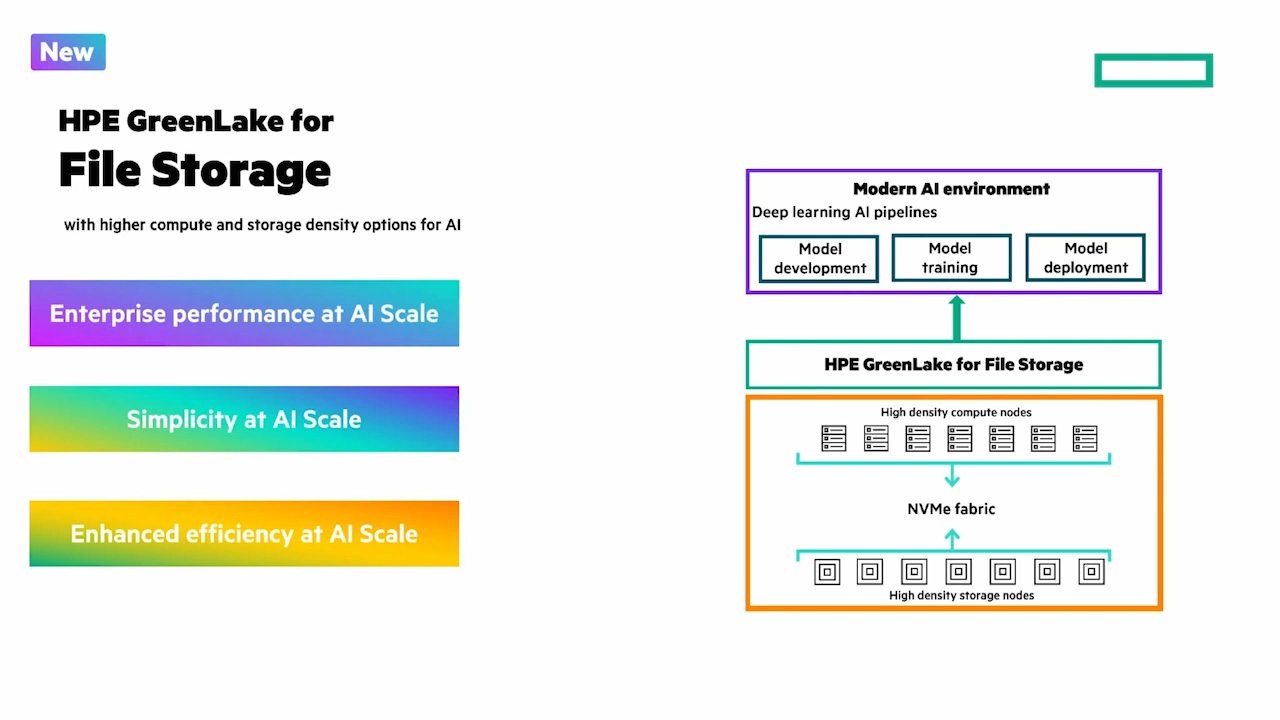 New
HPE GreenLake for
File Storage
with higher compute and storage density options for AI
Enterprise performance at AI Scale
Simplicity at AI Scale
Enhanced efficiency at AI Scale
Modern AI environment
Deep learning AI pipelines
Model
development
Model
training
Model
deployment
HPE GreenLake for File Storage
High density compute nodes
NVMe fabric
High density storage nodes